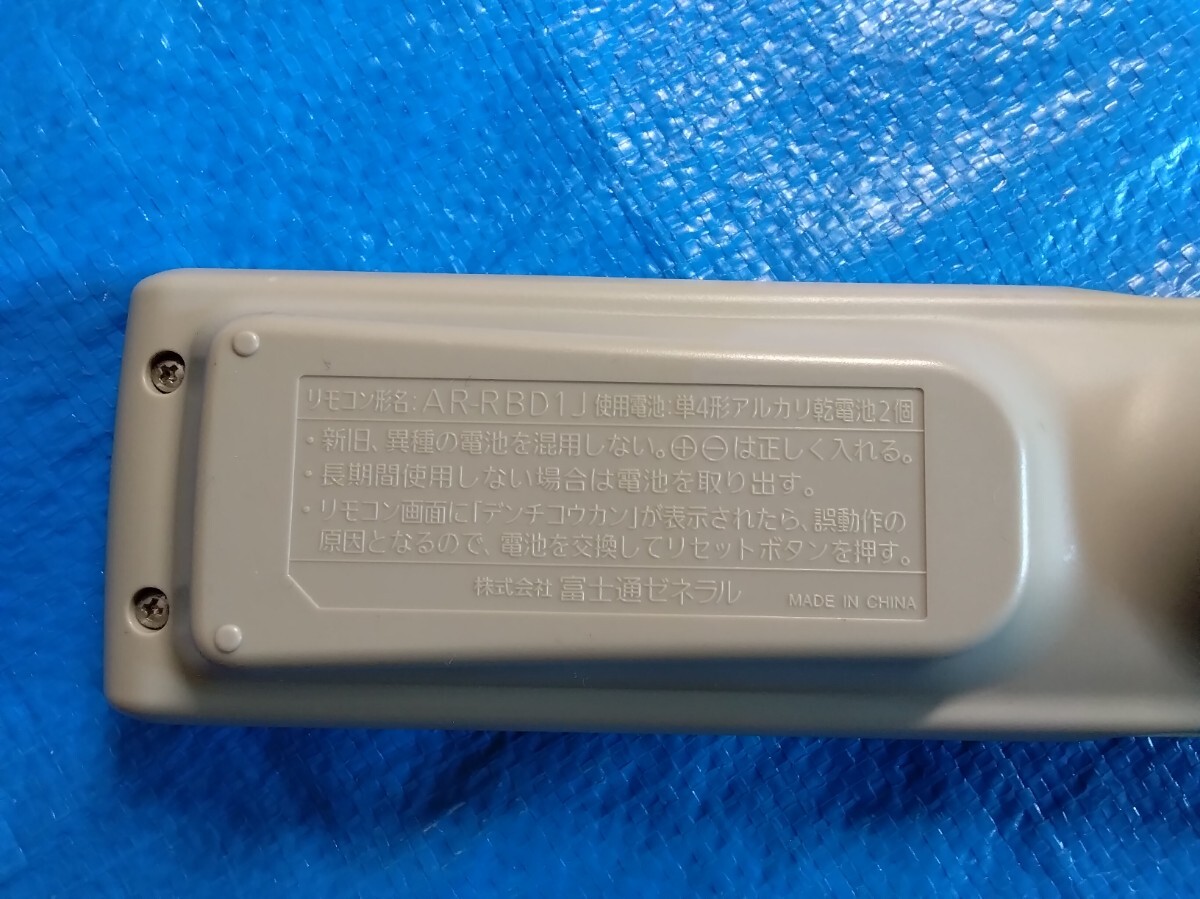 リモコン形名：AR-RBD1J 使用電池：単4形アルカリ乾電池2個
・新旧、異種の電池を混用しない。⊕⊖は正しく入れる。
・長期間使用しない場合は電池を取り出す。
・リモコン画面に「デンチコウカン」が表示されたら、誤動作の
原因となるので、電池を交換してリセットボタンを押す。
株式会社 富士通ゼネラル MADE IN CHINA